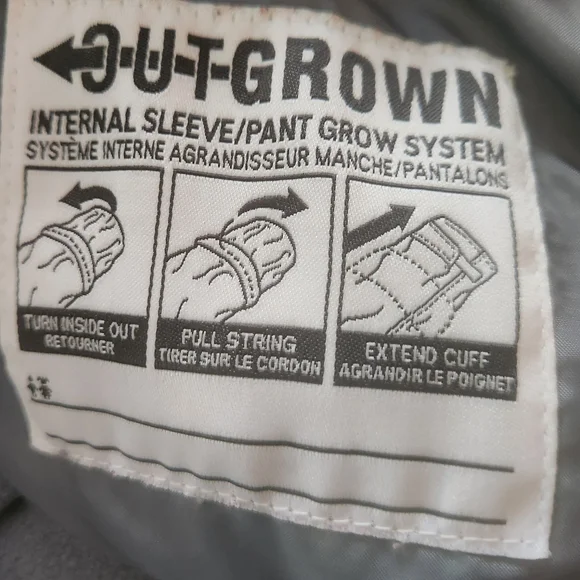 OUTGROWN
INTERNAL SLEEVE/PANT GROW SYSTEM
SYSTÈME INTERNE AGRANDISSEUR MANCHE/PANTALONS
TURN INSIDE OUT
RETOURNER
PULL STRING
TIRER SUR LE CORDON
EXTEND CUFF
AGRANDIR LE POIGNET